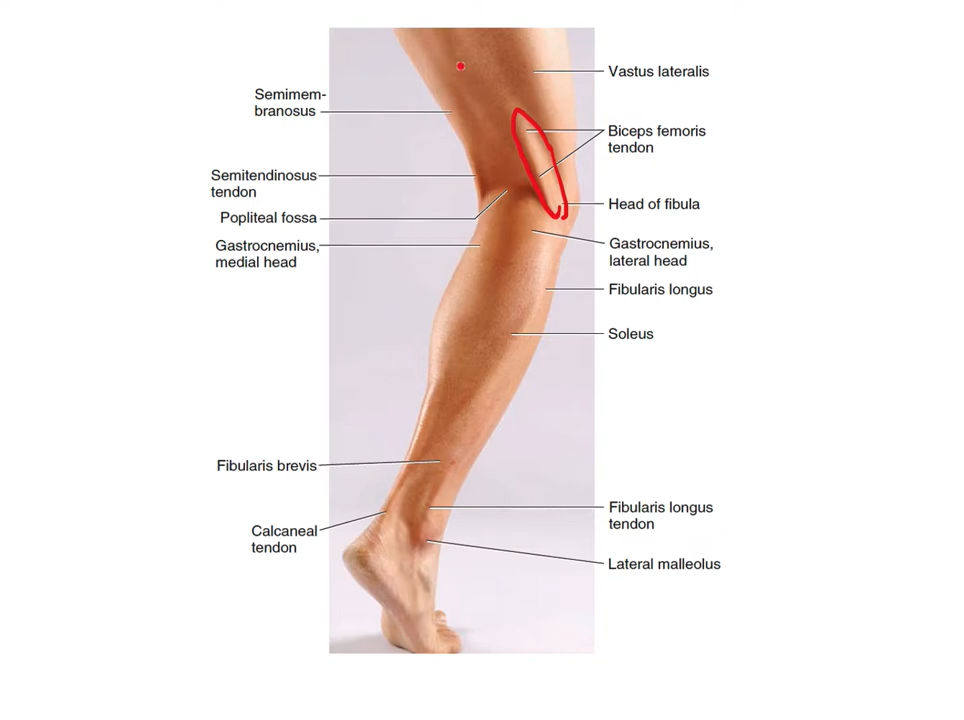 Semimem-
branosus
Semitendinosus
tendon
Popliteal fossa
Gastrocnemius,
medial head
Fibularis brevis
Calcaneal
tendon
Vastus lateralis
Biceps femoris
tendon
Head of fibula
Gastrocnemius,
lateral head
Fibularis longus
Soleus
Fibularis longus
tendon
Lateral malleolus